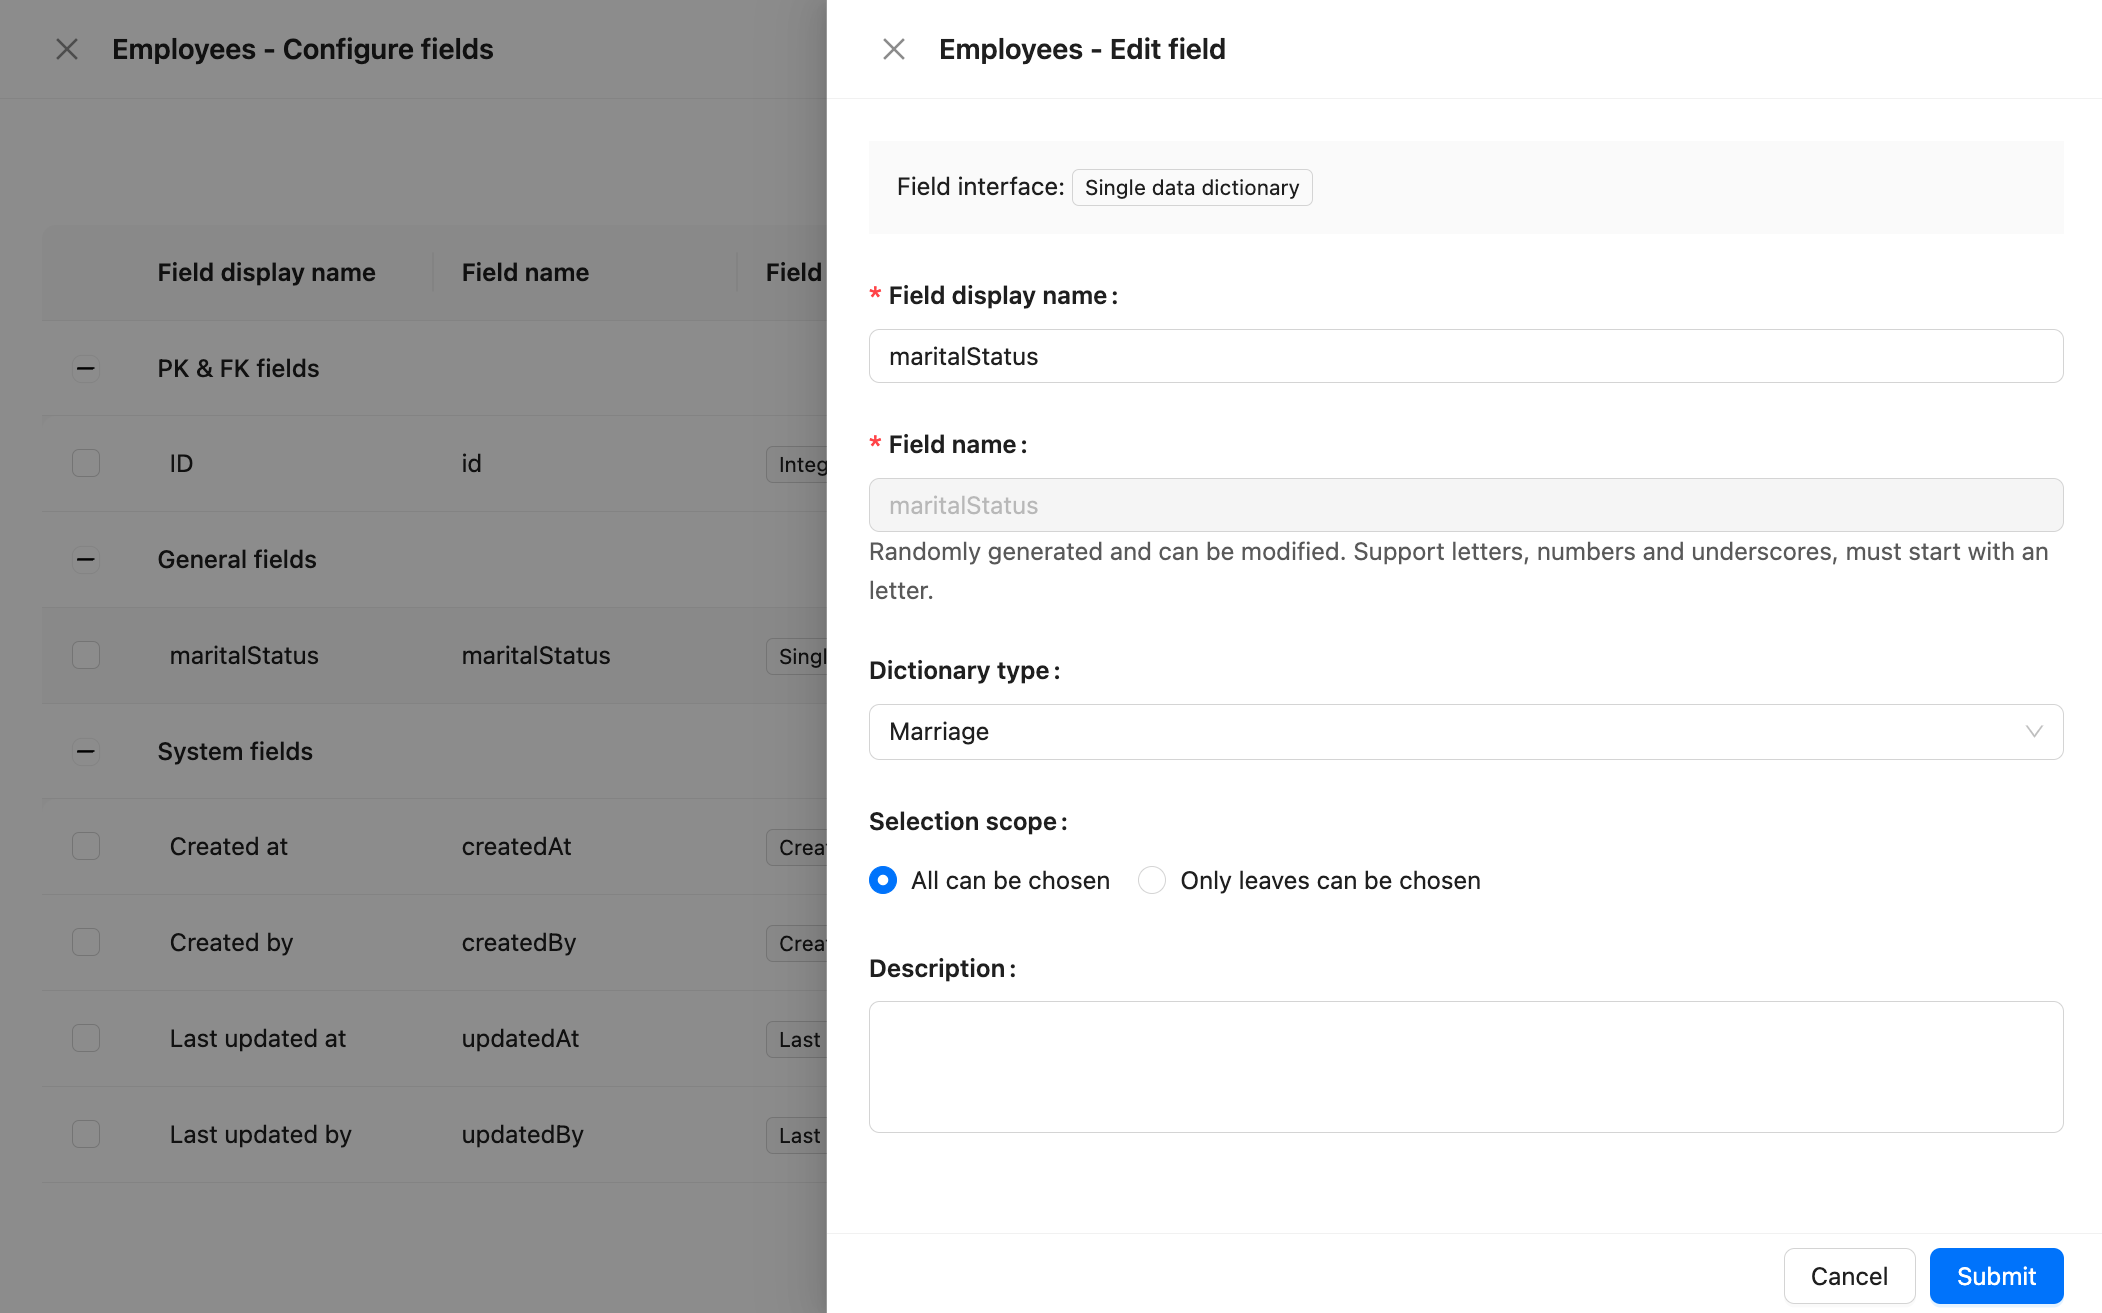 Employees - Configure fields
Field display name
Field name
Field
PK & FK fields
ID
id
General fields
maritalStatus
maritalStatus
System fields
Created at
createdAt
Created by
createdBy
Last updated at
updatedAt
Last
Last updated by
updatedBy
Last
Employees - Edit field
Field interface: Single data dictionary
* Field display name:
maritalStatus
* Field name:
maritalStatus
Randomly generated and can be modified. Support letters, numbers and underscores, must start with an
letter.
Dictionary type:
Marriage
Selection scope:
All can be chosen
Only leaves can be chosen
Description:
Cancel
Submit